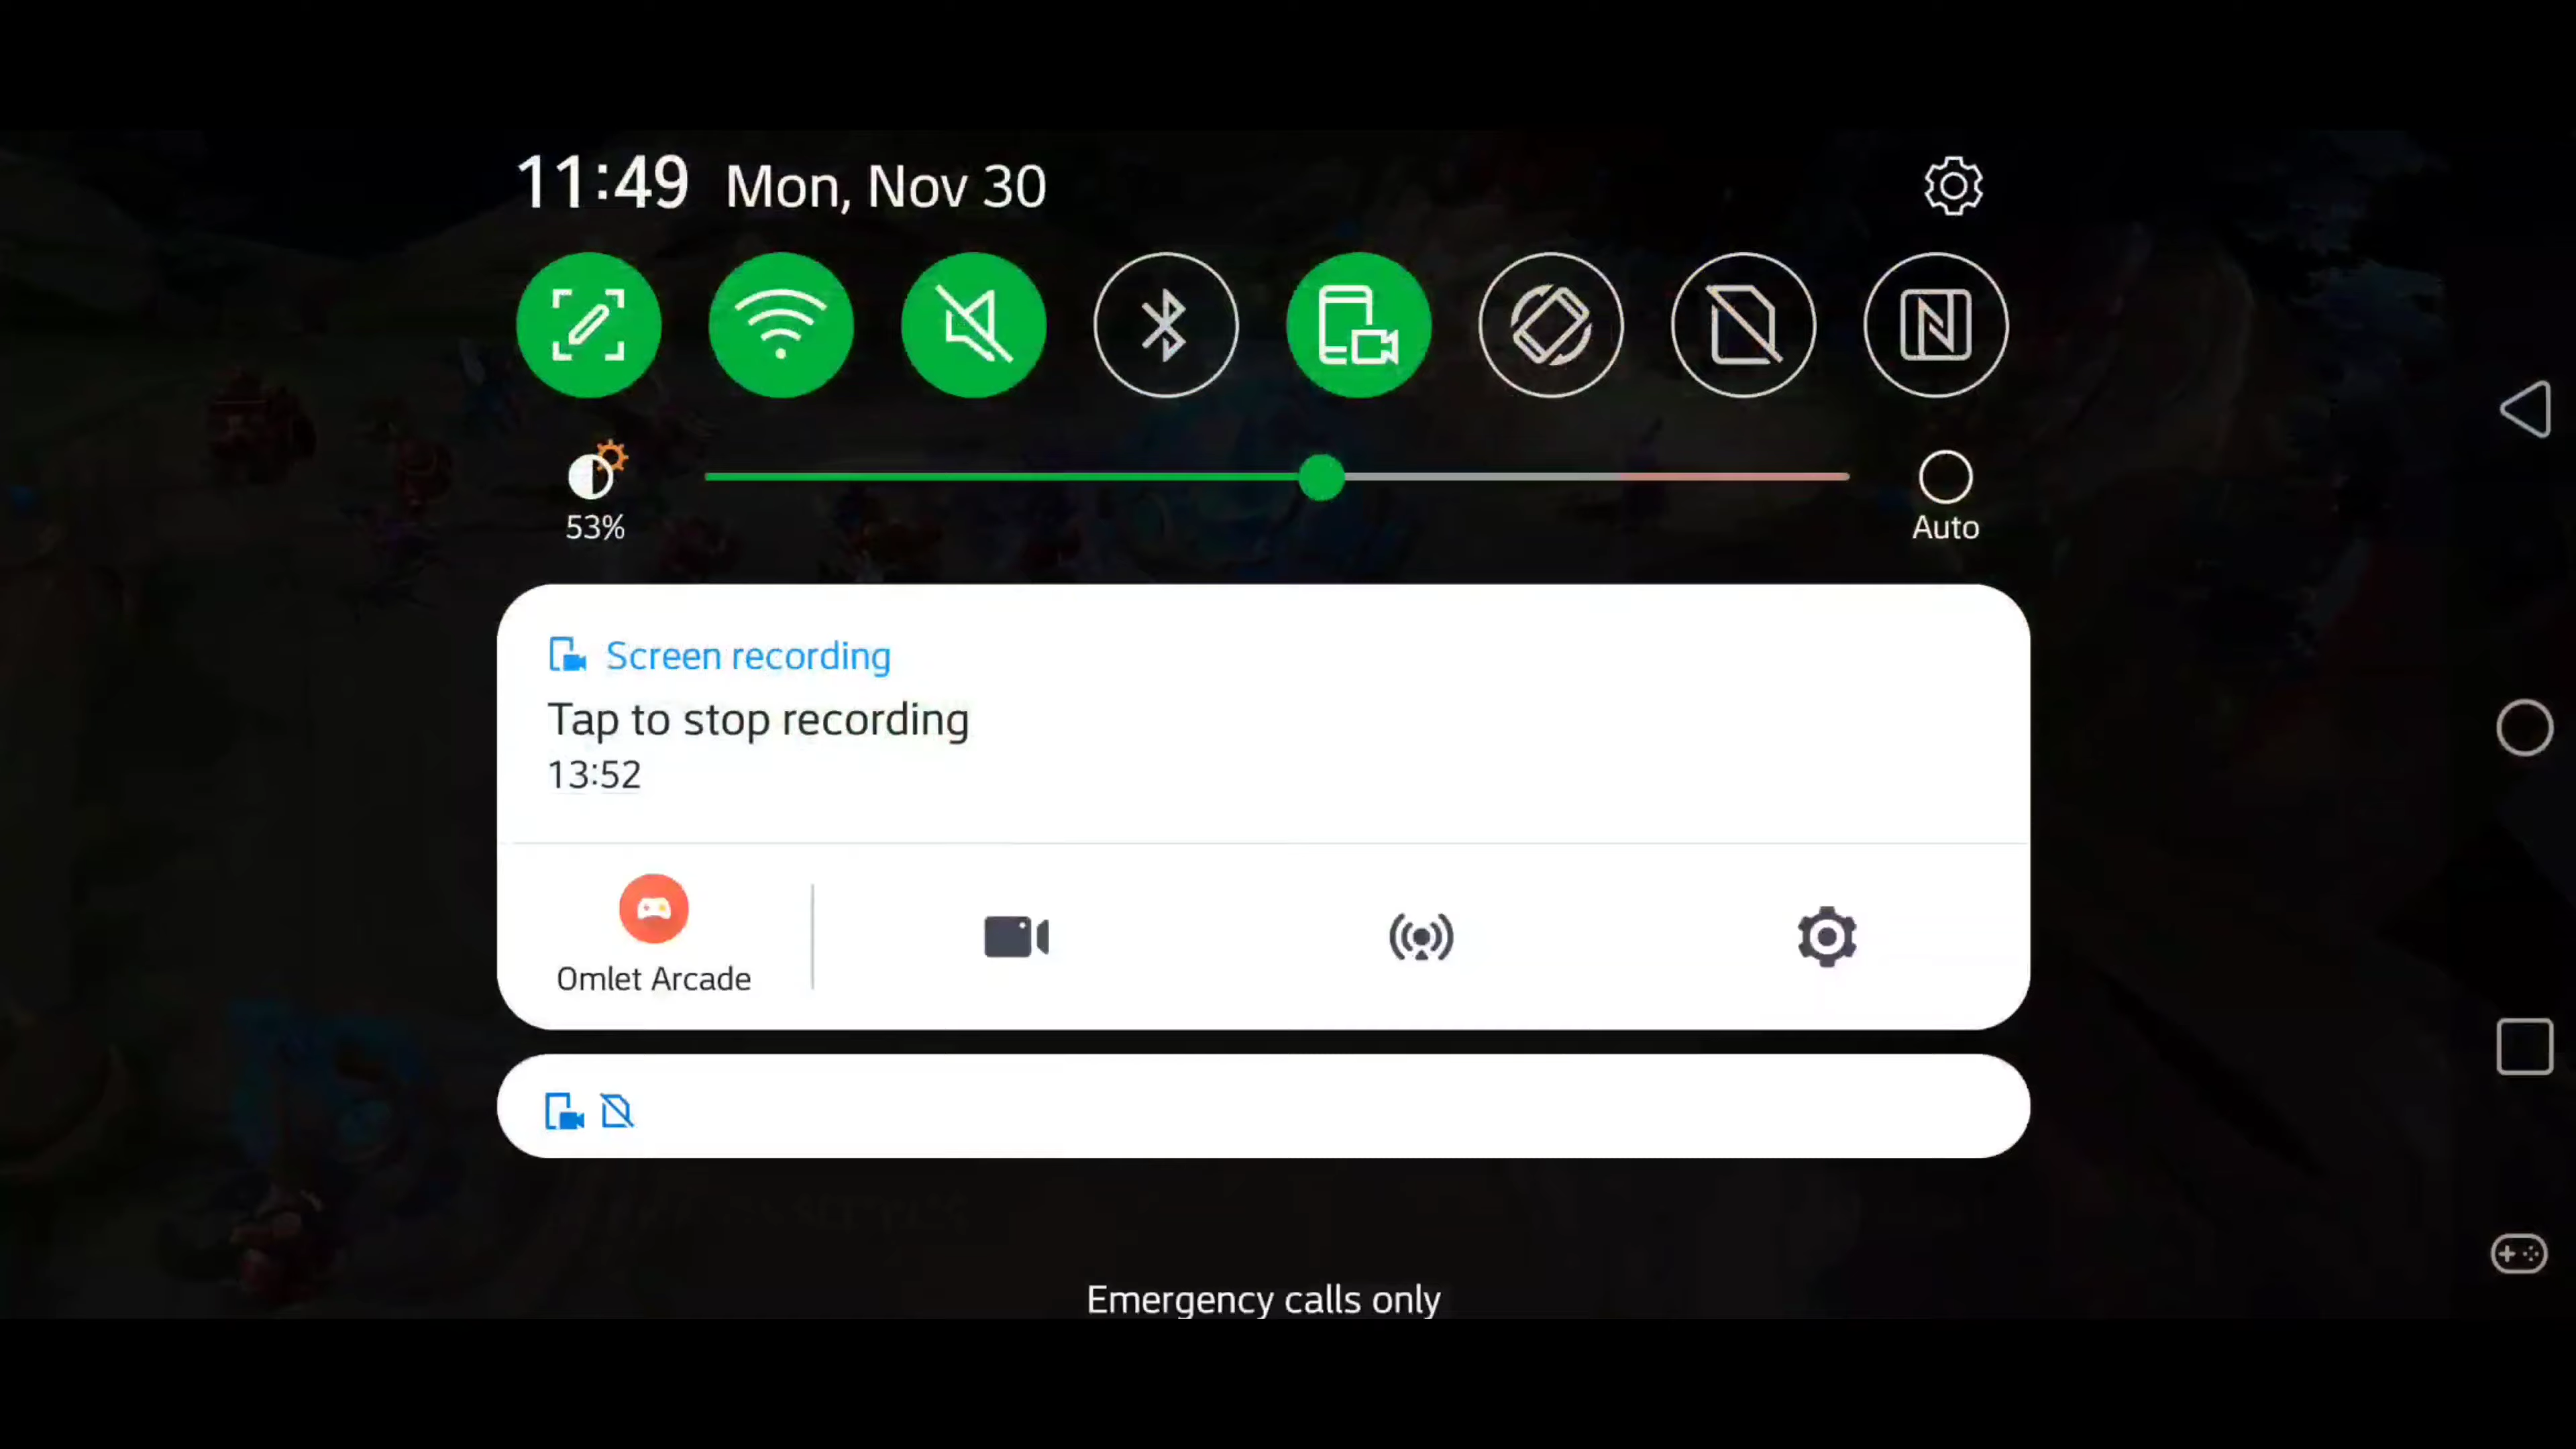 11:49 Mon, Nov 30
53%
Auto
Screen recording
Tap to stop recording
13:52
Omlet Arcade
Emergency calls only